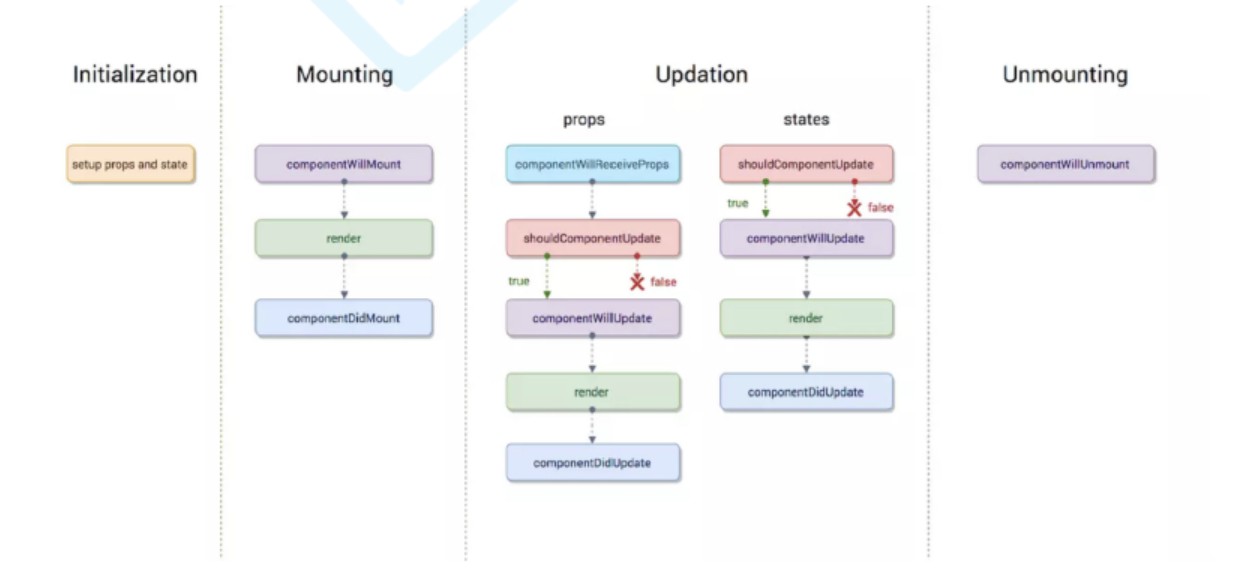 Initialization
Mounting
Updation
Unmounting
props
states
setup props and state
componentWillMount
render
componentDidMount
componentWillReceiveProps
shouldComponentUpdate
true
false
componentWillUpdate
render
componentDidUpdate
shouldComponentUpdate
true
false
componentWillUpdate
render
componentDidUpdate
componentWillUnmount